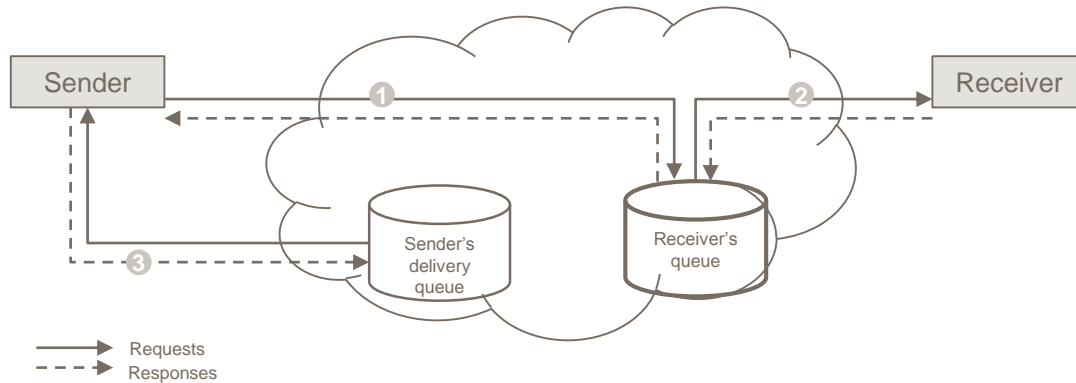 Sender
1
2
Receiver
Sender's
delivery
queue
Receiver's
queue
3
Requests
Responses